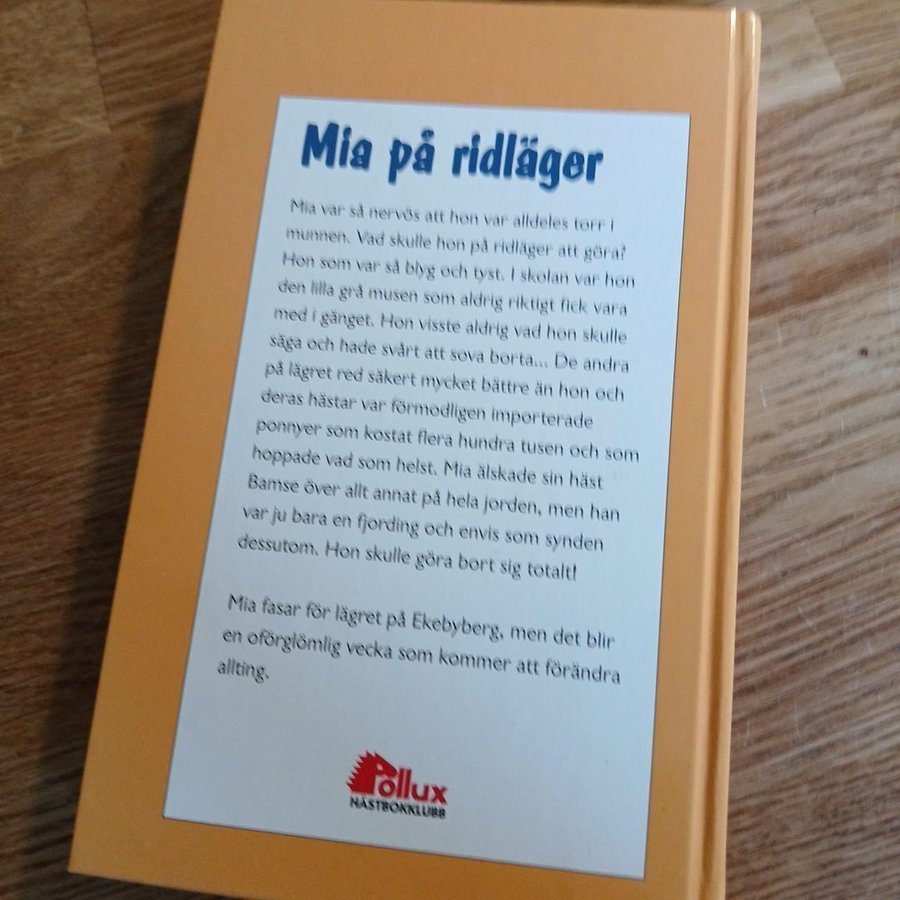 Mia på ridläger
Mia var så nervös att hon var alldeles torr i
munnen. Vad skulle hon på ridläger att göra?
Hon som var så blyg och tyst. I skolan var hon
den lilla grå musen som aldrig riktigt fick vara
med i gänget. Hon visste aldrig vad hon skulle
säga och hade svårt att sova borta... De andra
på lägret red säkert mycket bättre än hon och
deras hästar var förmodligen importerade
ponnyer som kostat flera hundra tusen och som
hoppade vad som helst. Mia älskade sin häst
Bamse över allt annat på hela jorden, men han
var ju bara en fjording och envis som synden
dessutom. Hon skulle göra bort sig totalt!
Mia fasar för lägret på Ekebyberg, men det blir
en oförglömlig vecka som kommer att förändra
allting.
Pollux
HÄSTBOKKLUBB